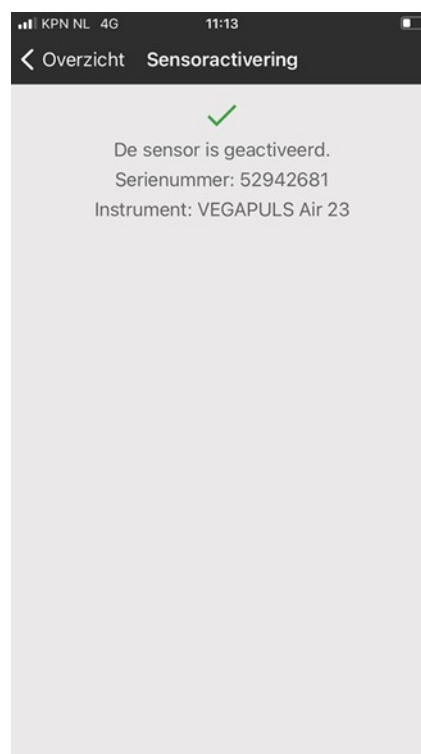 KPN NL 4G 11:13
Overzicht Sensoractivering
De sensor is geactiveerd.
Serienummer: 52942681
Instrument: VEGAPULS Air 23